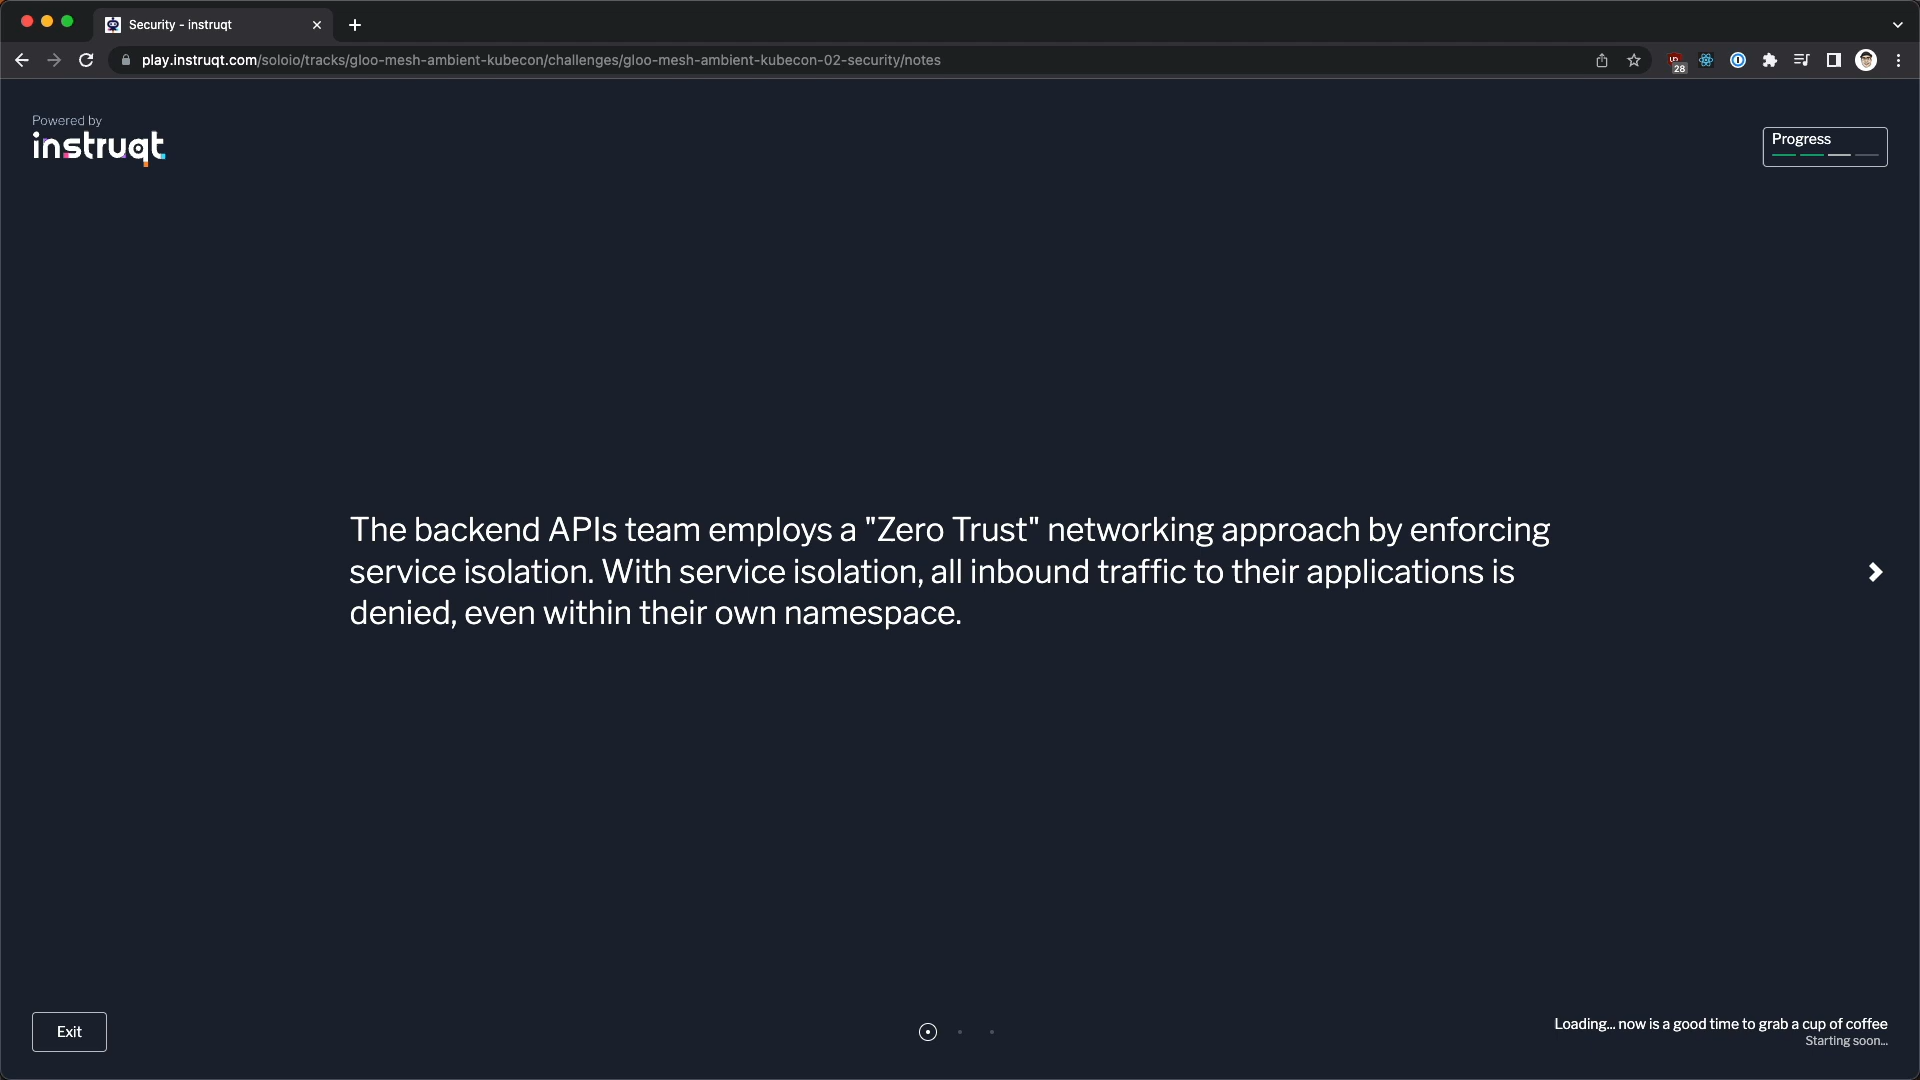 Security - instruqt
play.instruqt.com/soloio/tracks/gloo-mesh-ambient-kubecon/challenges/gloo-mesh-ambient-kubecon-02-security/notes
28
Powered by
instruqt
Progress
The backend APIs team employs a "Zero Trust" networking approach by enforcing
service isolation. With service isolation, all inbound traffic to their applications is
denied, even within their own namespace.
Exit
Loading... now is a good time to grab a cup of coffee
Starting soon...